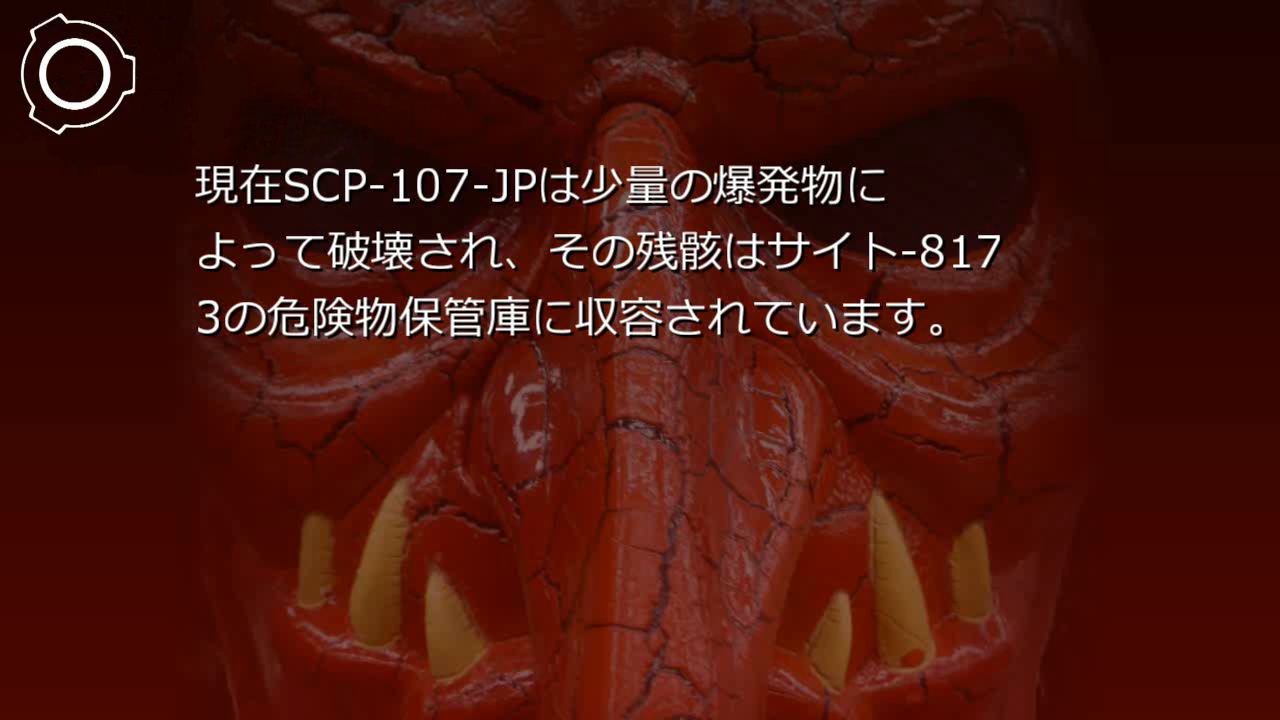 現在SCP-107-JPは少量の爆発物に
よって破壊され、その残骸はサイト-817
3の危険物保管庫に収容されています。